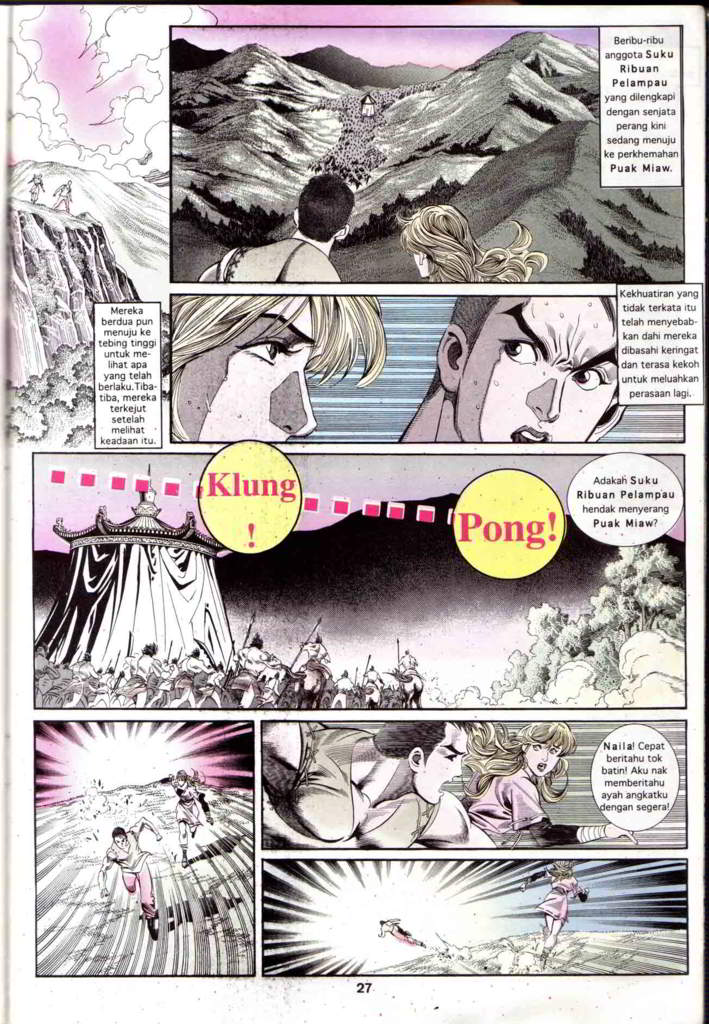 Beribu-ribu
anggota Suku
Ribuan
Pelampau
yang dilengkapi
dengan senjata
perang kini
sedang menuju
ke perkhemahan
Puak Miaw.
Mereka
berdua pun
menuju ke
tebing tinggi
untuk me-
lihat apa
yang telah
berlaku.Tiba-
tiba, mereka
terkejut
setelah
melihat
keadaan itu.
Kekhuatiran yang
tidak terkata itu
telah menyebab-
kan dahi mereka
dibasahi keringat
dan terasa kekoh
untuk meluahkan
perasaan lagi.
Klung
!
Pong!
Adakah Suku
Ribuan Pelampau
hendak menyerang
Puak Miaw?
Naila! Cepat
beritahu tok
batin! Aku nak
memberitahu
ayah angkatku
dengan segera!
27